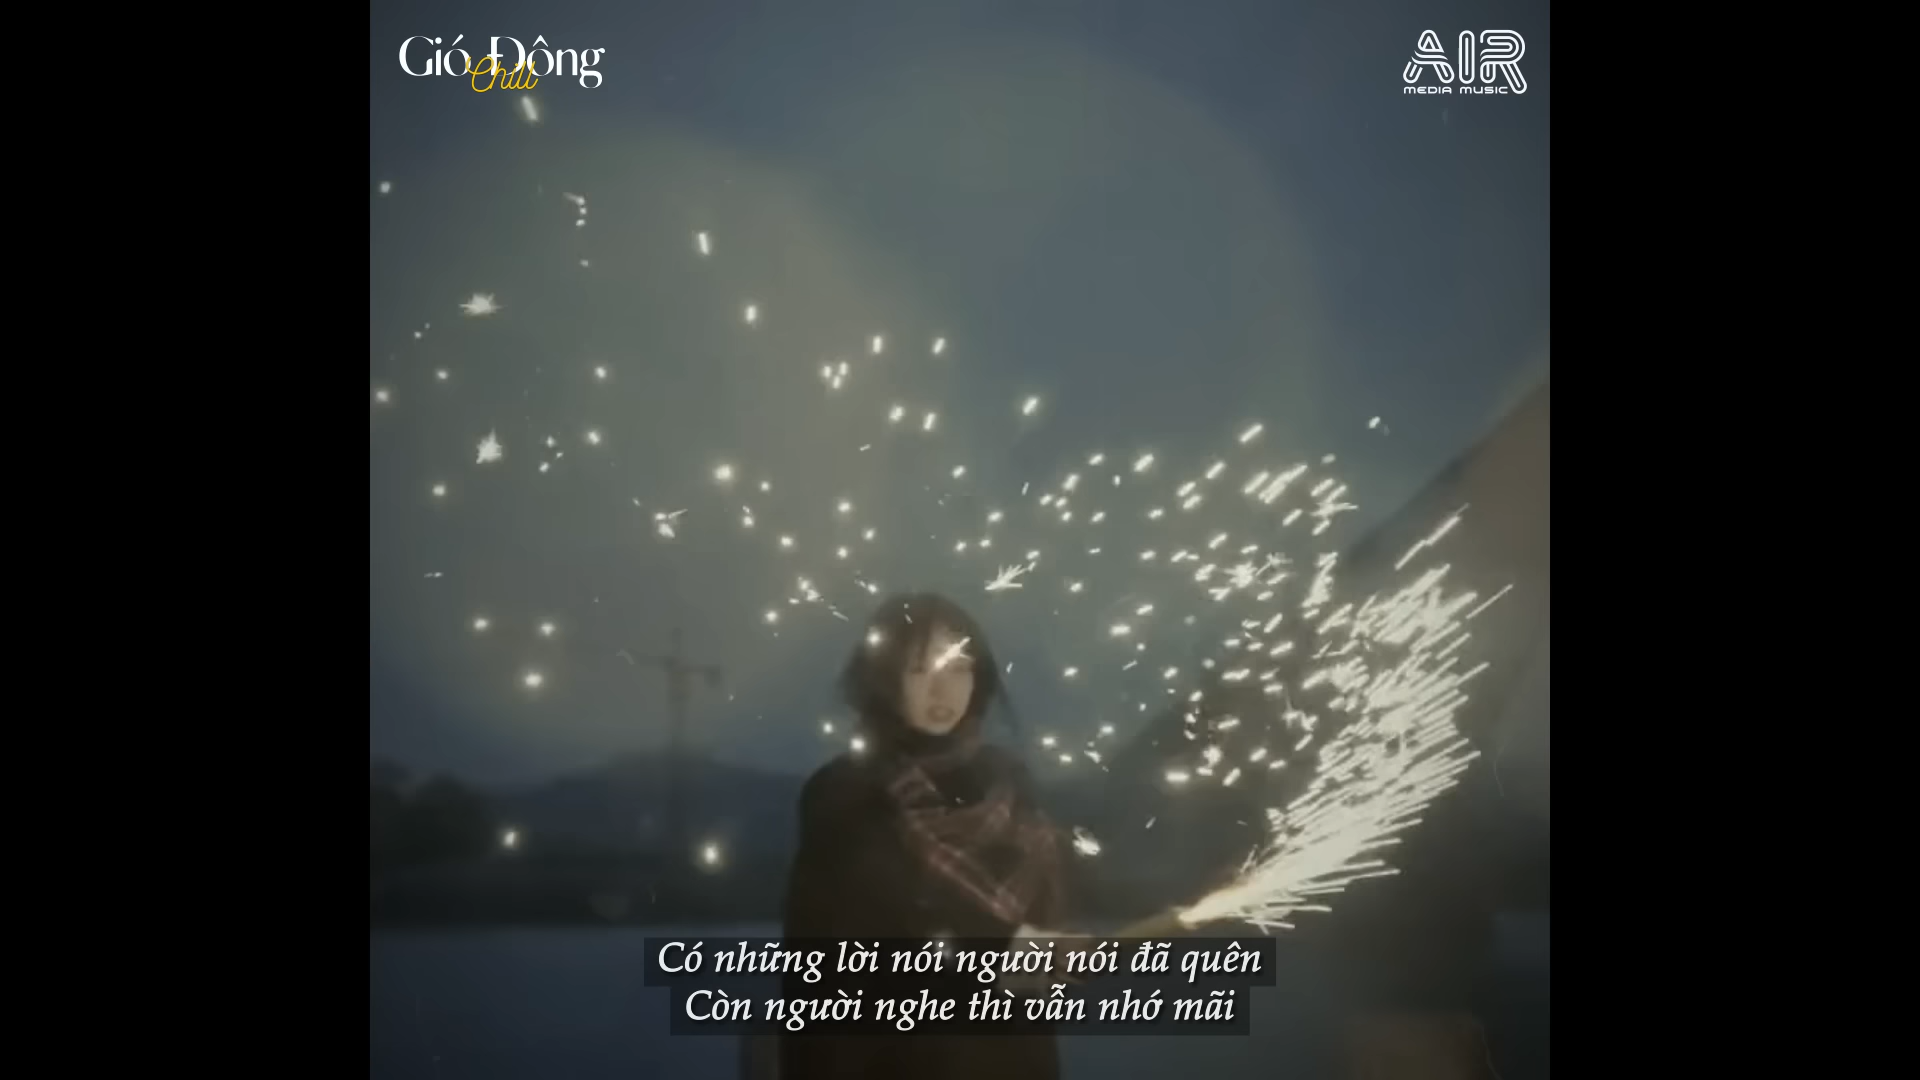 Gió Đông
Chill
AIR
MEDIA MUSIC
Có những lời nói người nói đã quên
Còn người nghe thì vẫn nhớ mãi